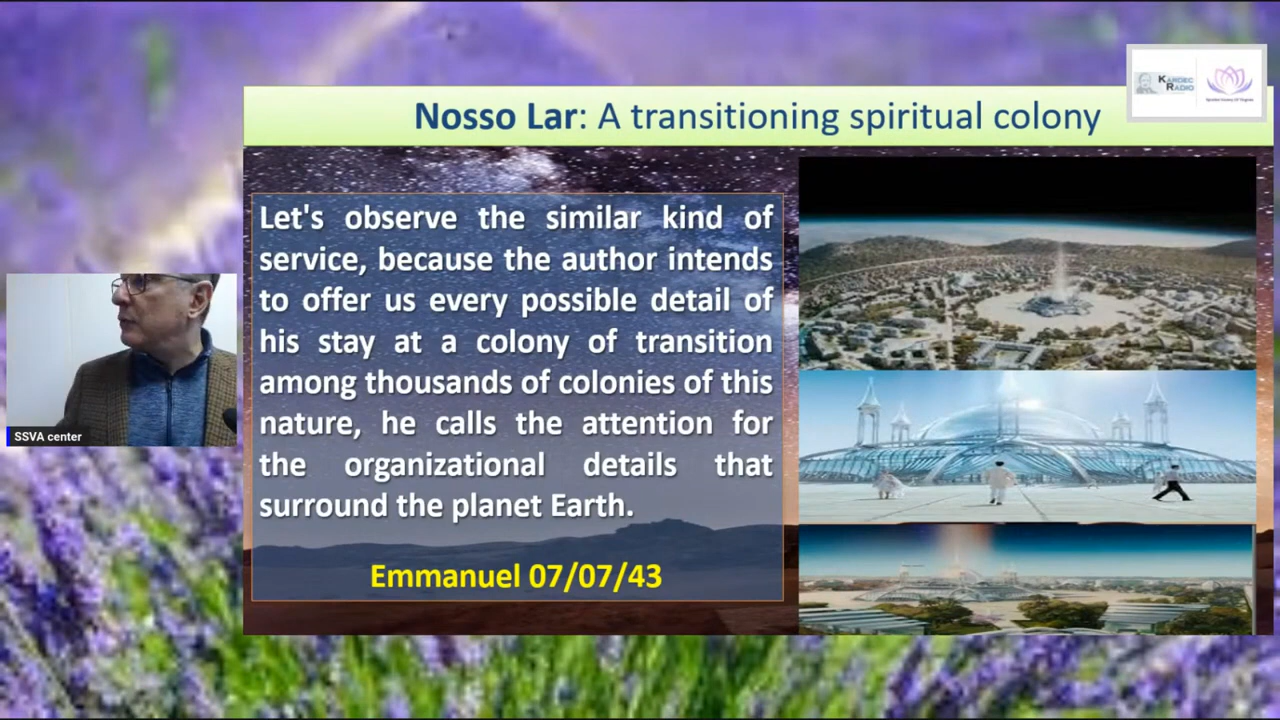 KARDEC
RADIO
Nosso Lar: A transitioning spiritual colony
Let's observe the similar kind of
service, because the author intends
to offer us every possible detail of
his stay at a colony of transition
among thousands of colonies of this
nature, he calls the attention for
the organizational details that
surround the planet Earth.
Emmanuel 07/07/43
SSVA center